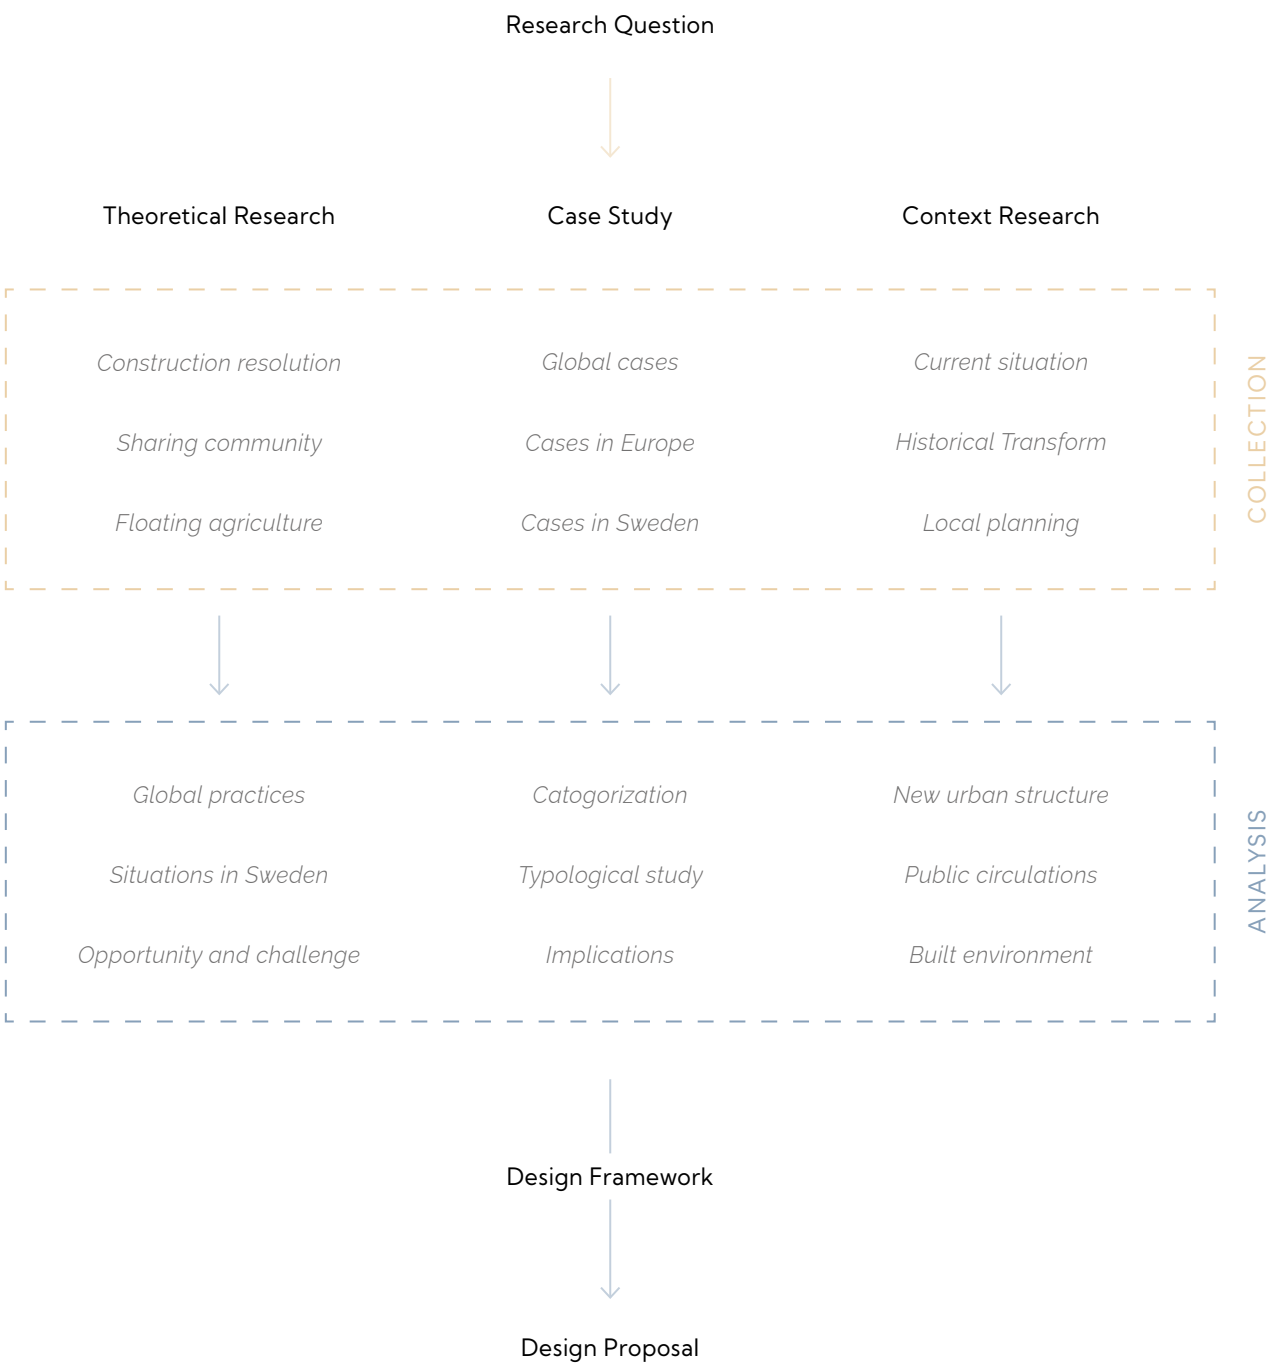 Research Question
Theoretical Research
Case Study
Context Research
Construction resolution
Global cases
Current situation
Sharing community
Cases in Europe
Historical Transform
Floating agriculture
Cases in Sweden
Local planning
COLLECTION
Global practices
Catogorization
New urban structure
Situations in Sweden
Typological study
Public circulations
Opportunity and challenge
Implications
Built environment
ANALYSIS
Design Framework
Design Proposal